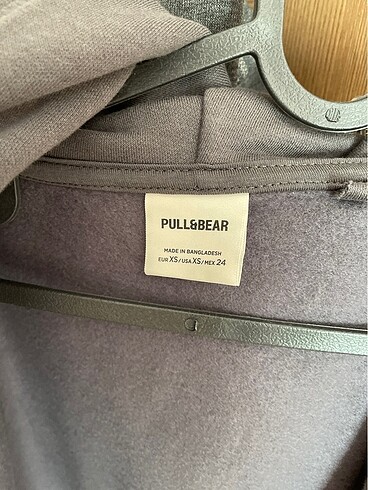 PULL&BEAR
MADE IN BANGLADESH
EUR XS/USA XS/MEX 24